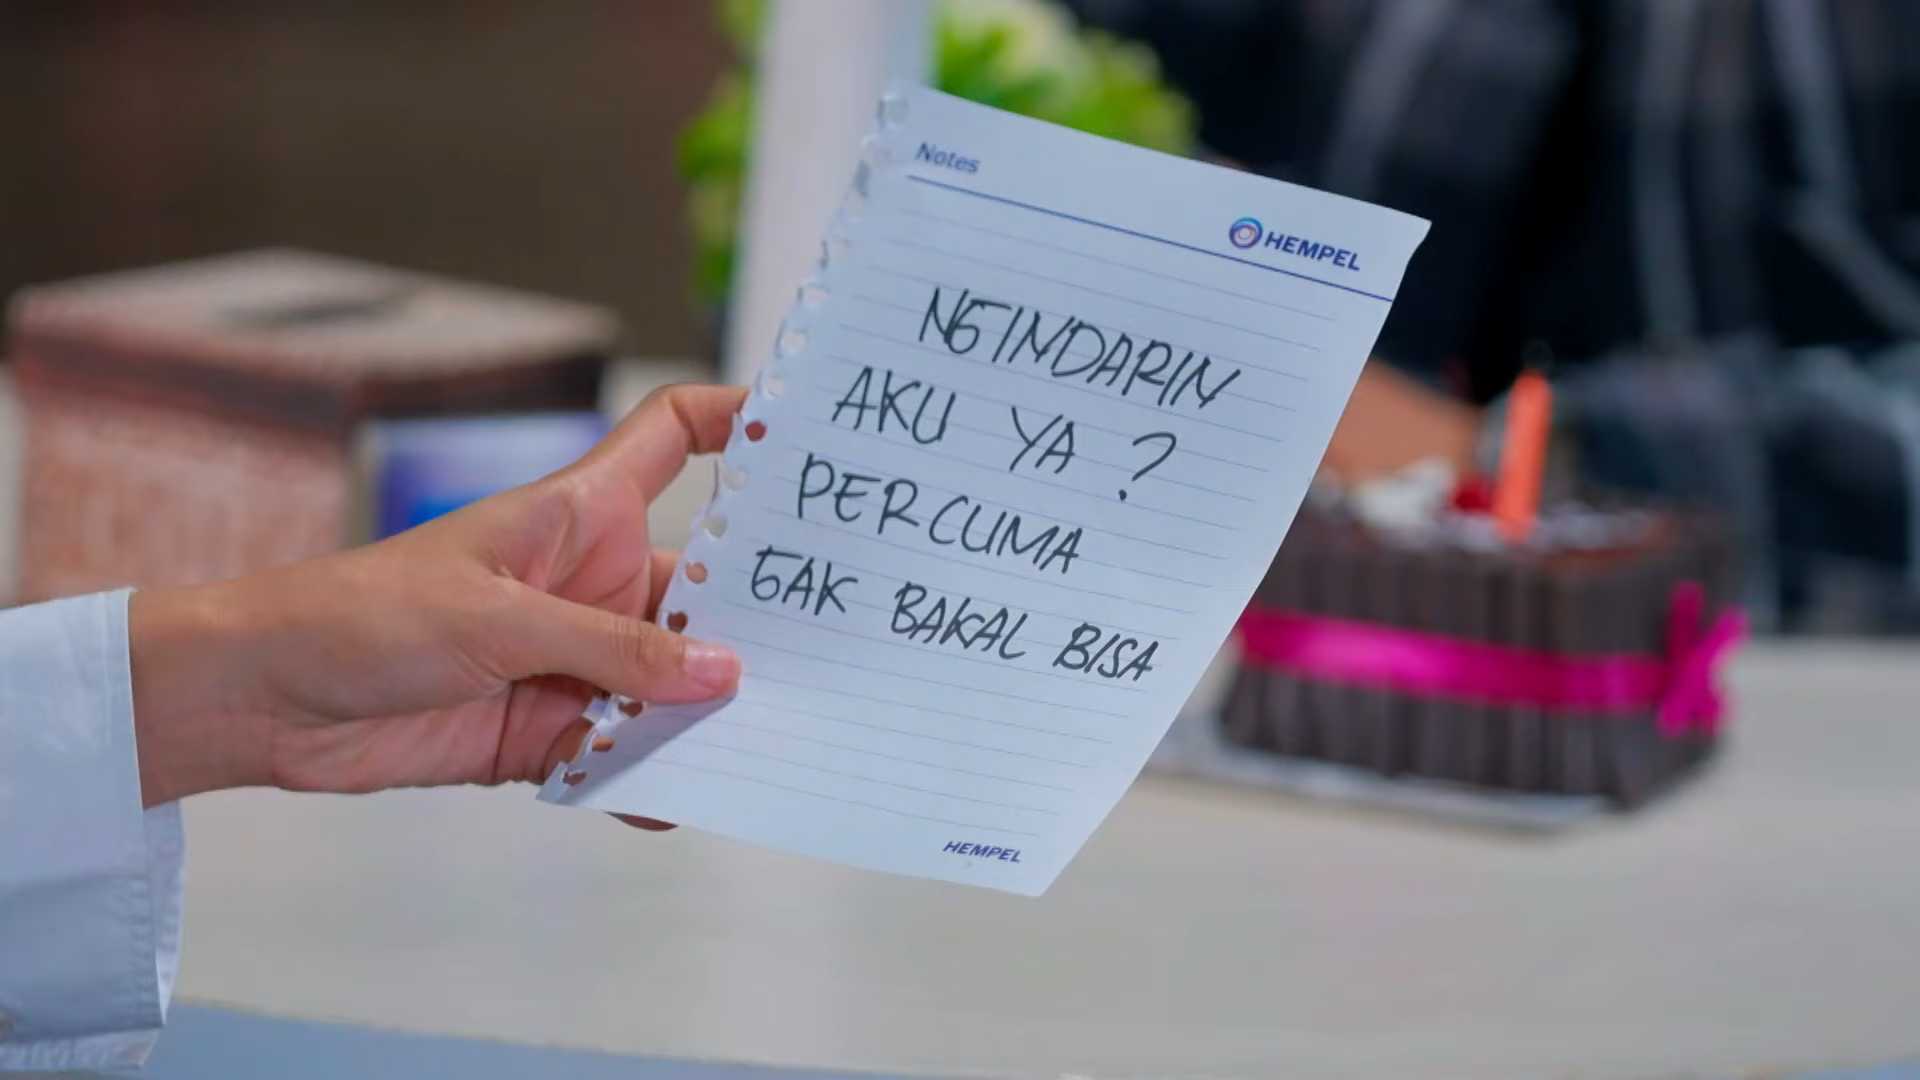 Notes
HEMPEL
NGINDARIN
AKU YA ?
PERCUMA
GAK BAKAL BISA
HEMPEL